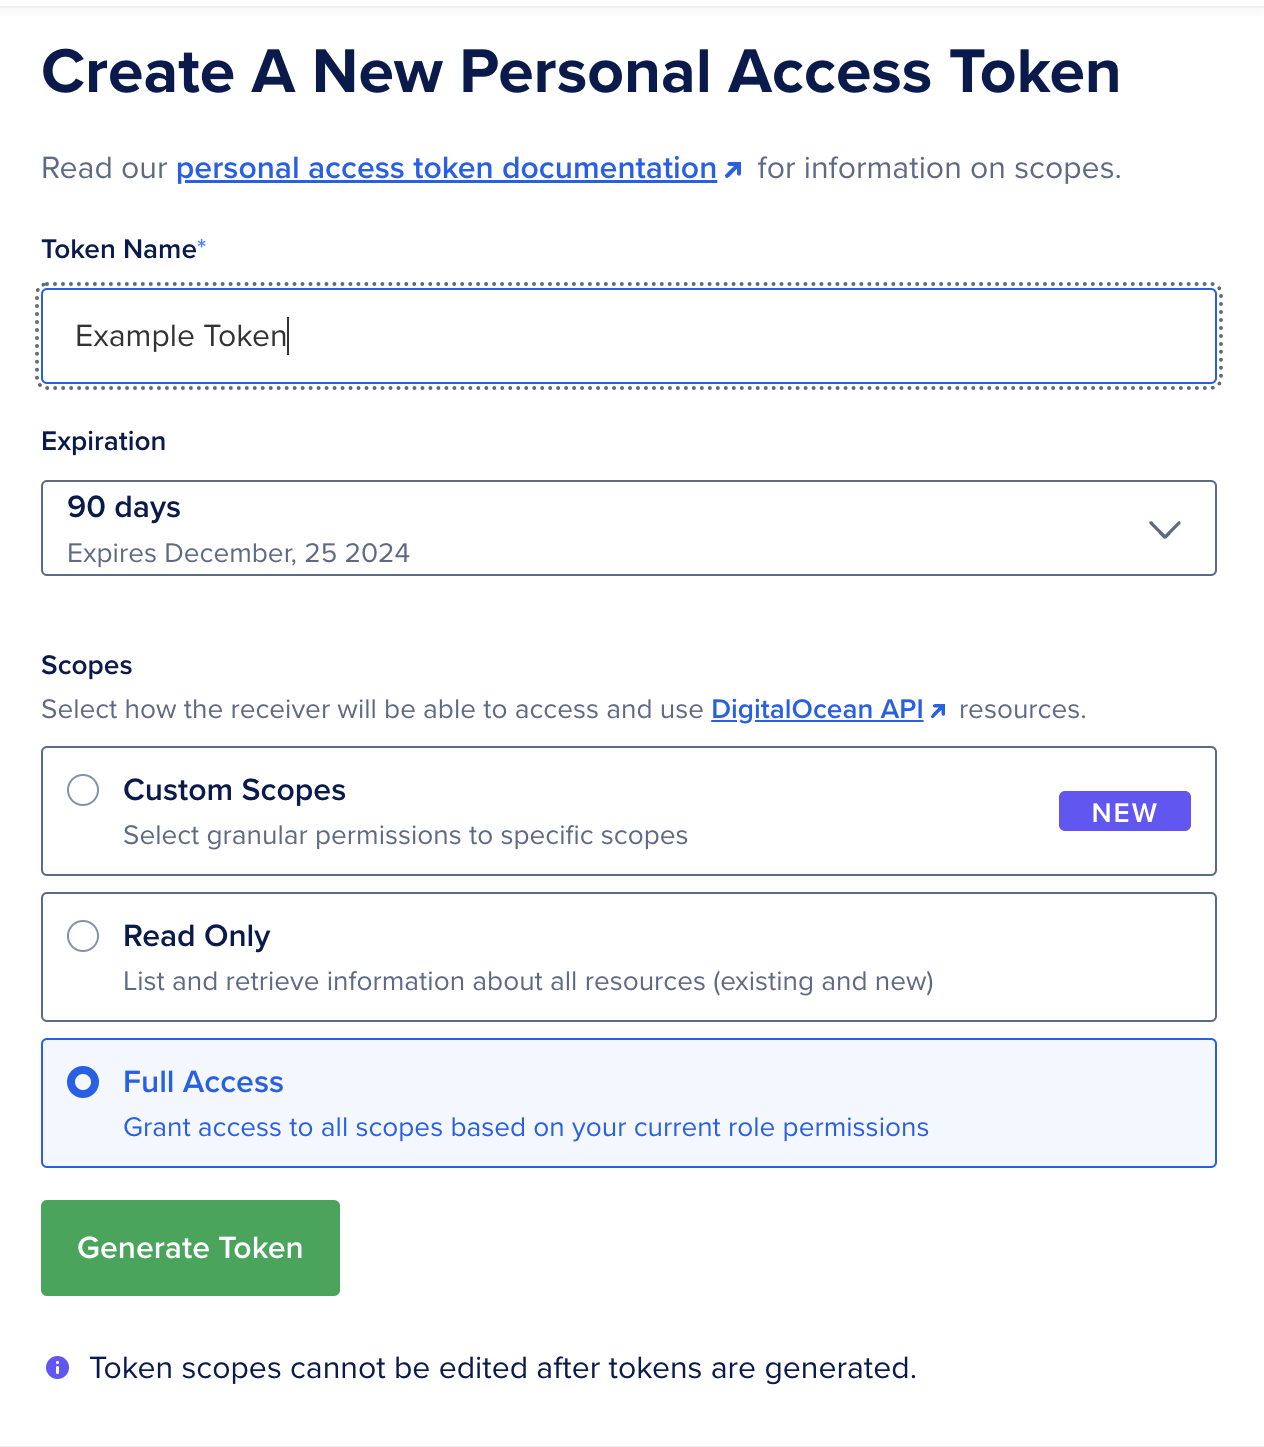 Create A New Personal Access Token
Read our personal access token documentation for information on scopes.
Token Name*
Example Token
Expiration
90 days
Expires December, 25 2024
Scopes
Select how the receiver will be able to access and use DigitalOcean API resources.
Custom Scopes
NEW
Select granular permissions to specific scopes
Read Only
List and retrieve information about all resources (existing and new)
Full Access
Grant access to all scopes based on your current role permissions
Generate Token
Token scopes cannot be edited after tokens are generated.